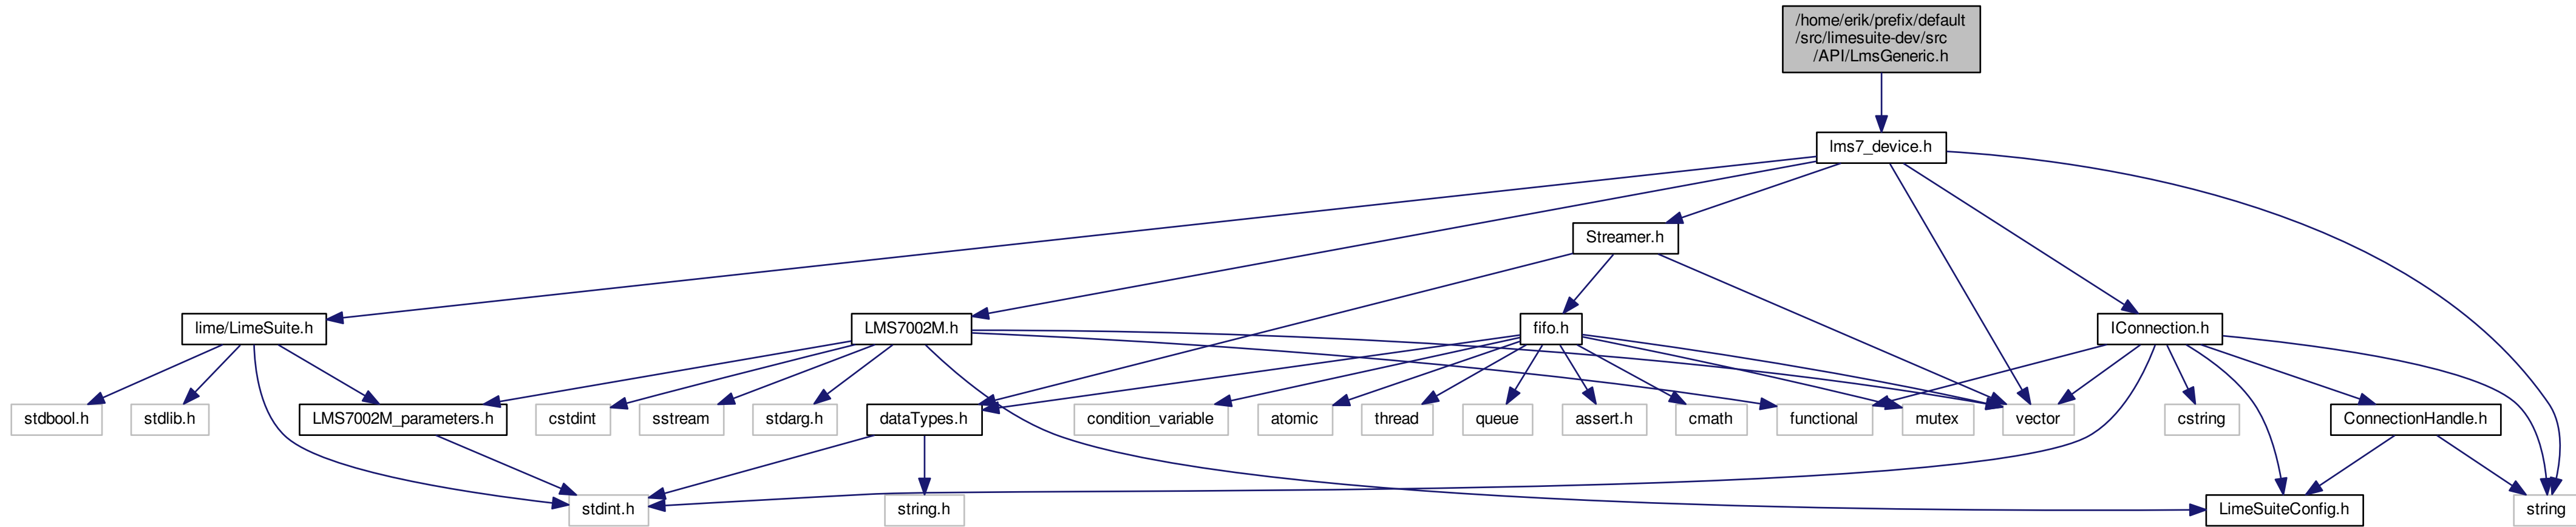 /home/erik/prefix/default
/src/limesuite-dev/src
/API/LmsGeneric.h
lms7_device.h
Streamer.h
lime/LimeSuite.h
LMS7002M.h
fifo.h
IConnection.h
stdbool.h
stdlib.h
LMS7002M_parameters.h
cstdint
sstream
stdarg.h
dataTypes.h
condition_variable
atomic
thread
queue
assert.h
cmath
functional
mutex
vector
cstring
ConnectionHandle.h
stdint.h
string.h
LimeSuiteConfig.h
string